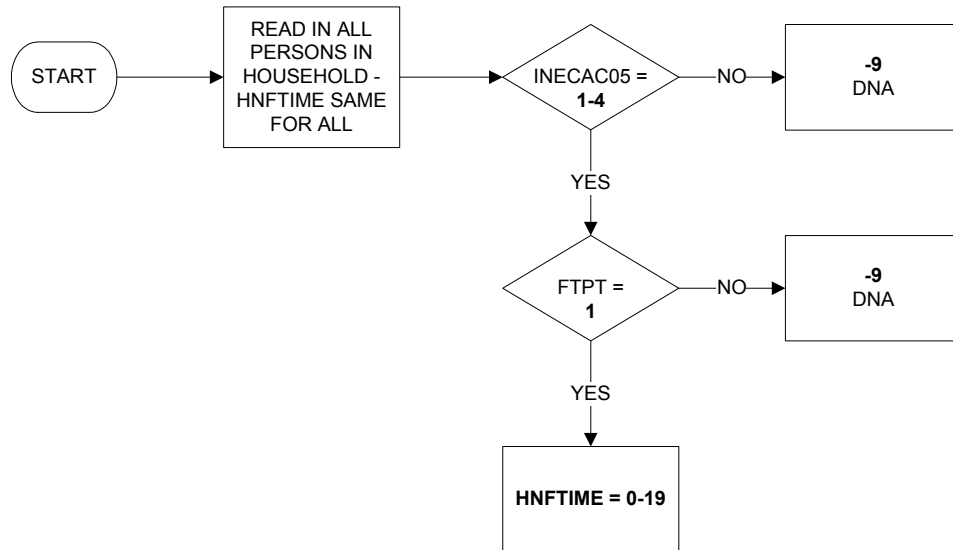 START
READ IN ALL
PERSONS IN
HOUSEHOLD -
HNFTIME SAME
FOR ALL
INECAC05 =
1-4
NO
-9
DNA
YES
FTPT =
1
NO
-9
DNA
YES
HNFTIME = 0-19